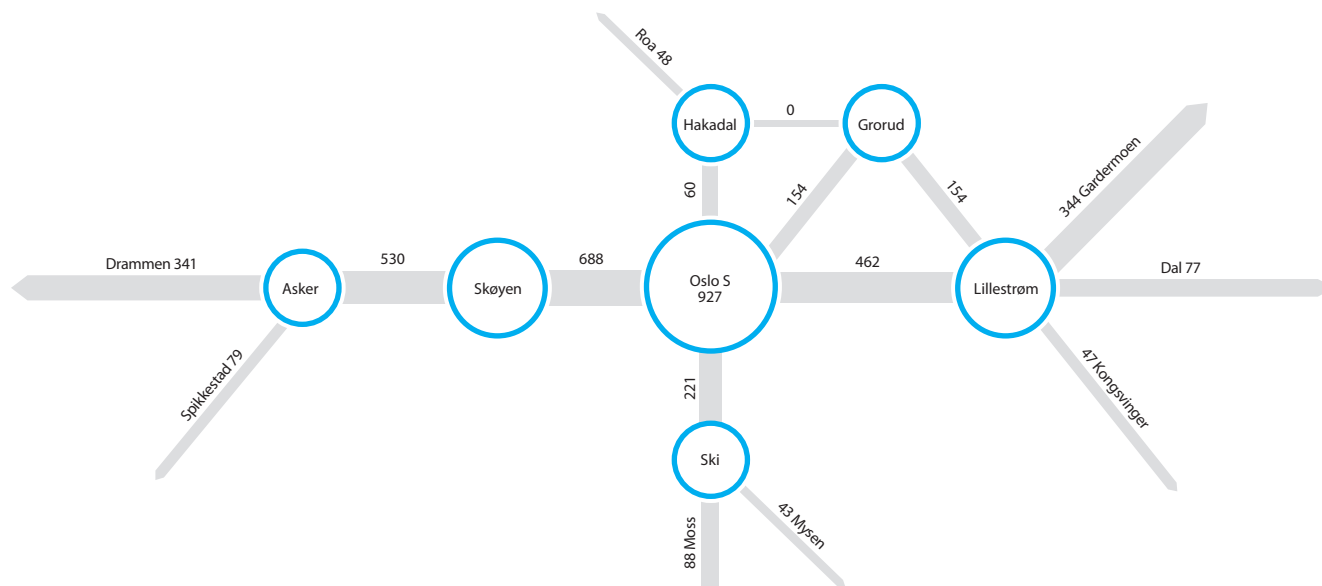 Roa 48
Hakadal
0
Grorud
344 Gardermoen
60
154
154
Drammen 341
530
688
Oslo S
927
462
Dal 77
Asker
Skøyen
Lillestrøm
Spikkestad 79
221
47 Kongsvinger
Ski
88 Moss
43 Mysen